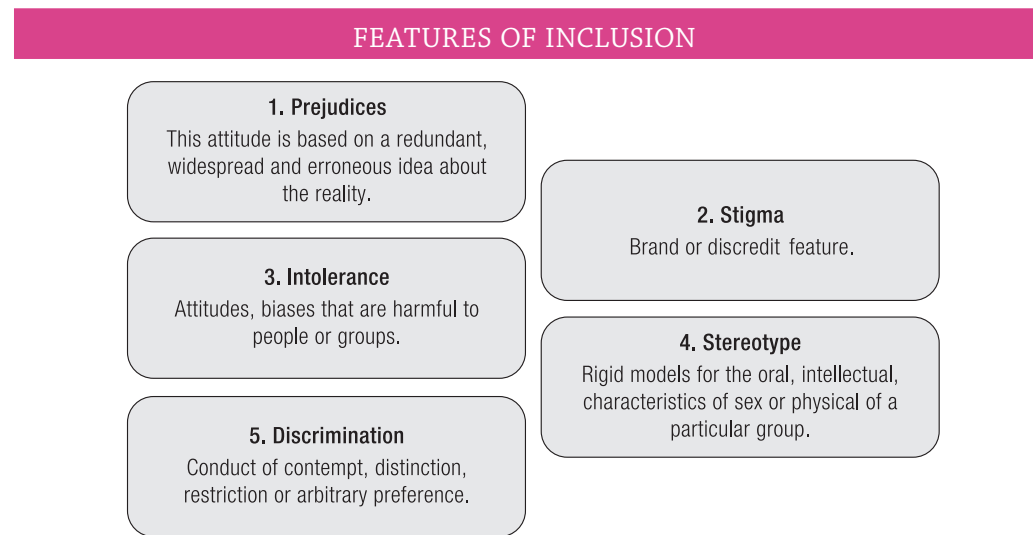 FEATURES OF INCLUSION
1. Prejudices
This attitude is based on a redundant,
widespread and erroneous idea about
the reality.
2. Stigma
Brand or discredit feature.
3. Intolerance
Attitudes, biases that are harmful to
people or groups.
4. Stereotype
Rigid models for the oral, intellectual,
characteristics of sex or physical of a
particular group.
5. Discrimination
Conduct of contempt, distinction,
restriction or arbitrary preference.